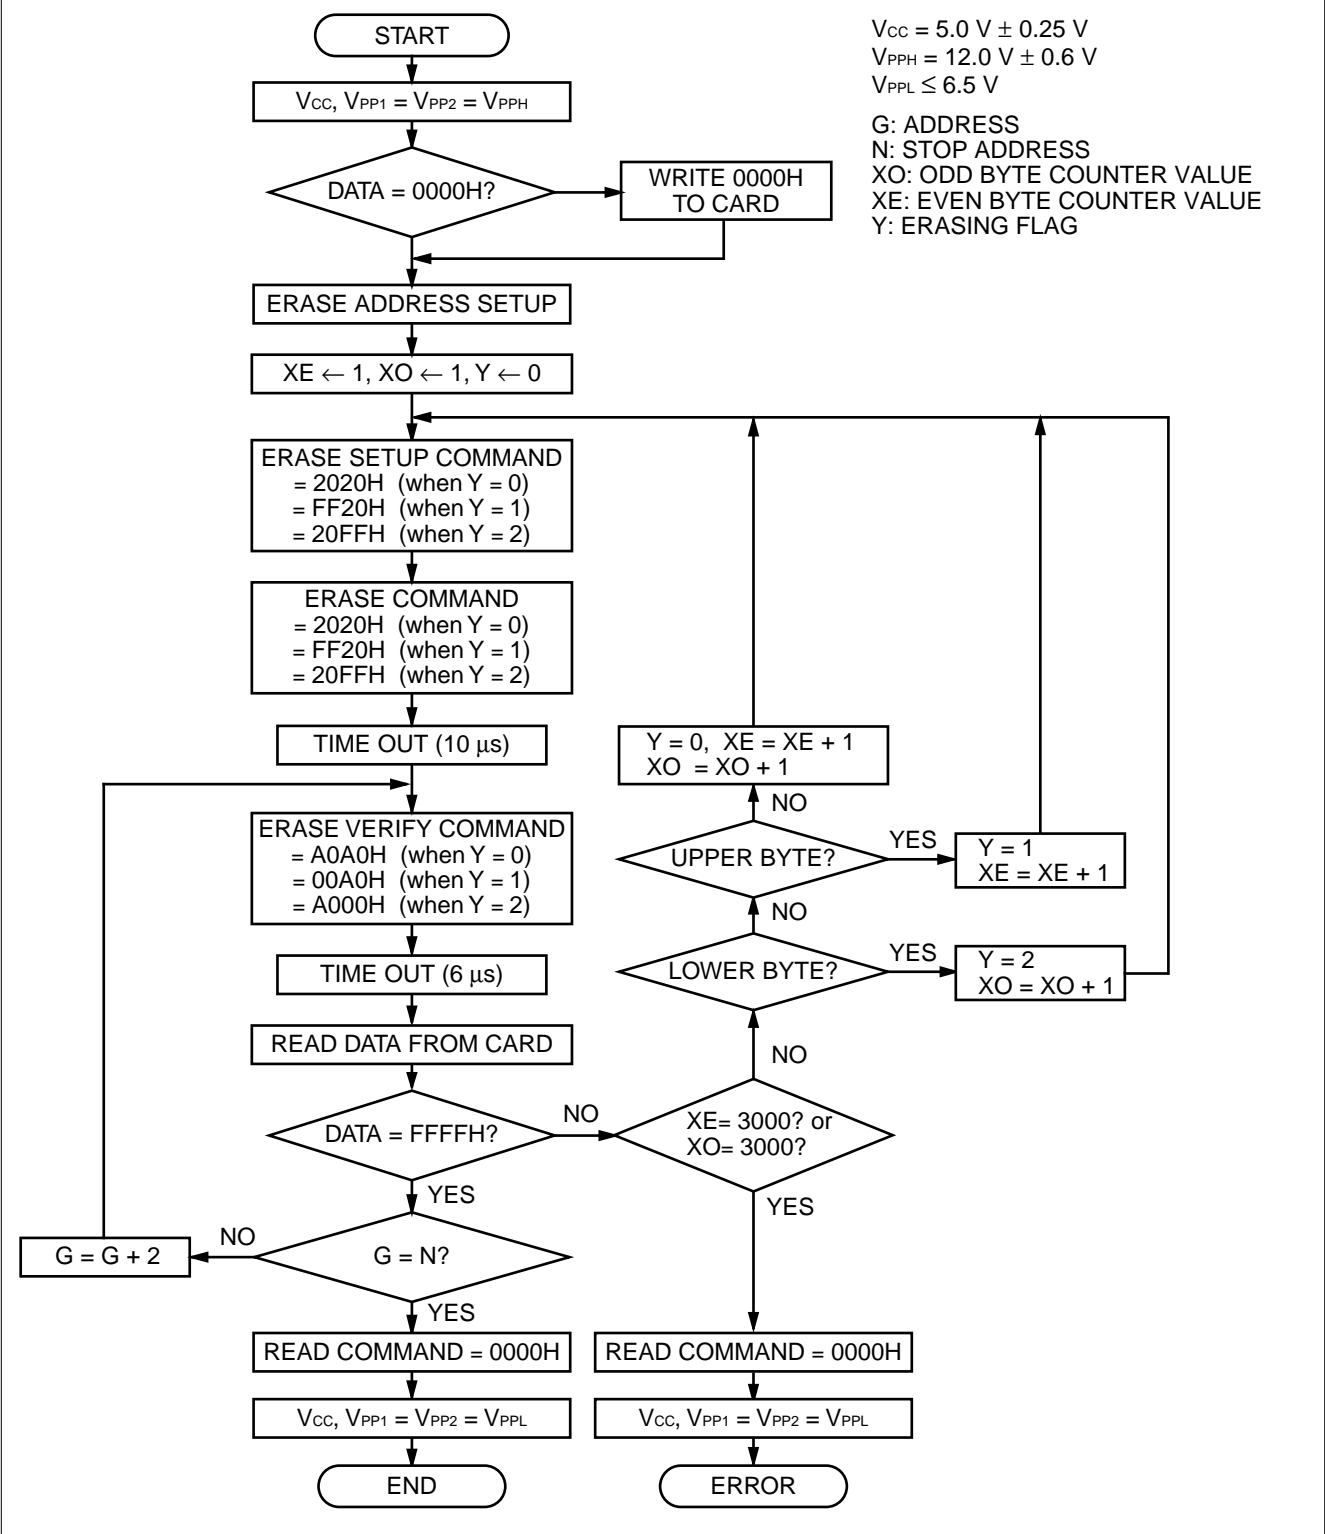 START
VCC = 5.0 V ± 0.25 V
VPPH = 12.0 V ± 0.6 V
VPPL ≤ 6.5 V
G: ADDRESS
N: STOP ADDRESS
XO: ODD BYTE COUNTER VALUE
XE: EVEN BYTE COUNTER VALUE
Y: ERASING FLAG
VCC, VPP1 = VPP2 = VPPH
DATA = 0000H?
WRITE 0000H
TO CARD
ERASE ADDRESS SETUP
XE ← 1, XO ← 1, Y ← 0
ERASE SETUP COMMAND
= 2020H (when Y = 0)
= FF20H (when Y = 1)
= 20FFH (when Y = 2)
ERASE COMMAND
= 2020H (when Y = 0)
= FF20H (when Y = 1)
= 20FFH (when Y = 2)
TIME OUT (10 μs)
ERASE VERIFY COMMAND
= A0A0H (when Y = 0)
= 00A0H (when Y = 1)
= A000H (when Y = 2)
TIME OUT (6 μs)
READ DATA FROM CARD
DATA = FFFFH?
NO
YES
G = N?
NO
G = G + 2
YES
READ COMMAND = 0000H
VCC, VPP1 = VPP2 = VPPL
END
Y = 0, XE = XE + 1
XO = XO + 1
NO
UPPER BYTE?
YES
Y = 1
XE = XE + 1
NO
LOWER BYTE?
YES
Y = 2
XO = XO + 1
NO
XE= 3000? or
XO= 3000?
YES
READ COMMAND = 0000H
VCC, VPP1 = VPP2 = VPPL
ERROR